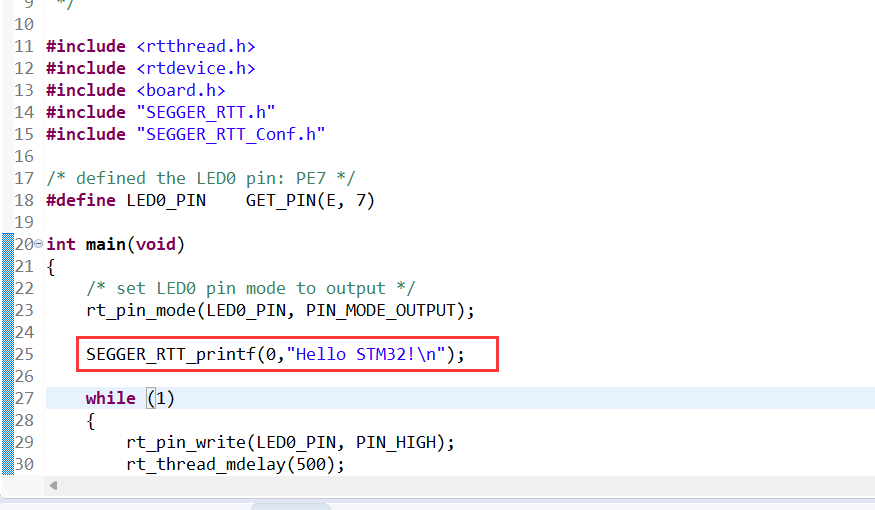 9 */
10
11 #include <rtthread.h>
12 #include <rtdevice.h>
13 #include <board.h>
14 #include "SEGGER_RTT.h"
15 #include "SEGGER_RTT_Conf.h"
16
17 /* defined the LED0 pin: PE7 */
18 #define LED0_PIN    GET_PIN(E, 7)
19
20 int main(void)
21 {
22     /* set LED0 pin mode to output */
23     rt_pin_mode(LED0_PIN, PIN_MODE_OUTPUT);
24
25     SEGGER_RTT_printf(0,"Hello STM32!\n");
26
27     while (1)
28     {
29         rt_pin_write(LED0_PIN, PIN_HIGH);
30         rt_thread_mdelay(500);